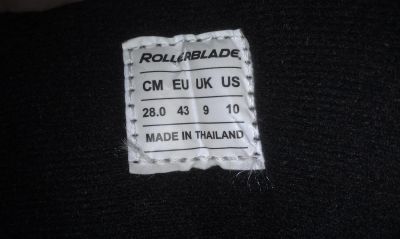 ROLLERBLADE
CM EU UK US
28.0 43 9 10
MADE IN THAILAND